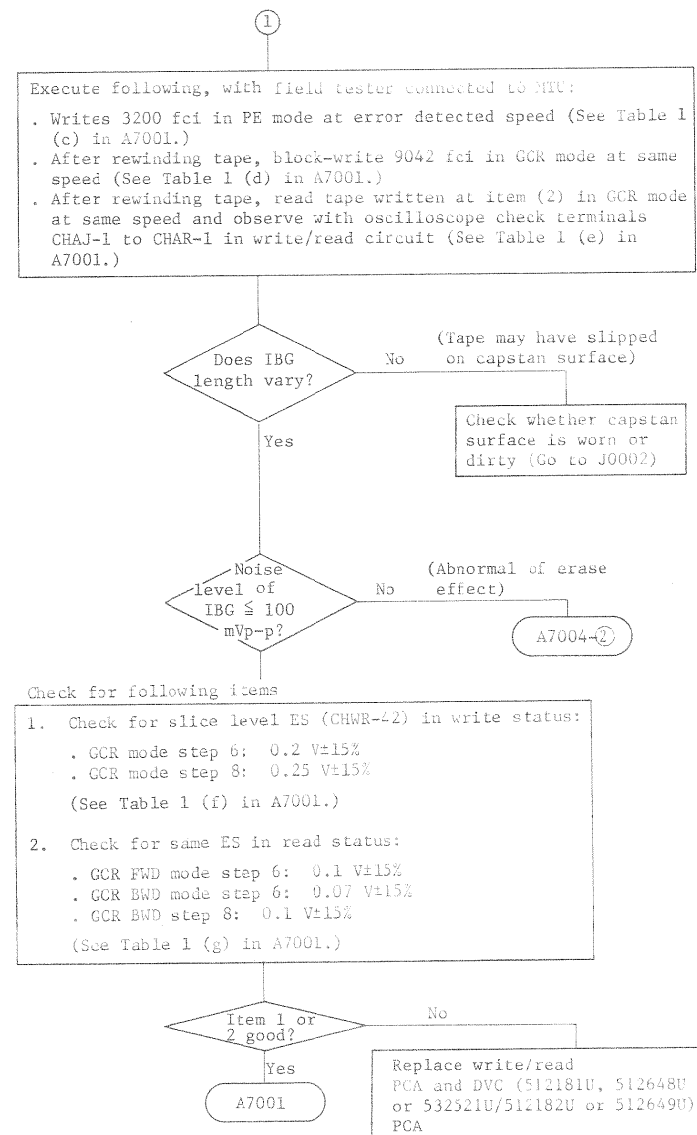 1
Execute following, with field tester connected to MTU:
. Writes 3200 fci in PE mode at error detected speed (See Table 1
(c) in A7001.)
. After rewinding tape, block-write 9042 fci in GCR mode at same
speed (See Table 1 (d) in A7001.)
. After rewinding tape, read tape written at item (2) in GCR mode
at same speed and observe with oscilloscope check terminals
CHAJ-1 to CHAR-1 in write/read circuit (See Table 1 (e) in
A7001.)
Does IBG
length vary?
No
(Tape may have slipped
on capstan surface)
Check whether capstan
surface is worn or
dirty (Go to J0002)
Yes
Noise
level of
IBG ≦ 100
mVp-p?
No
(Abnormal of erase
effect)
A7004-②
Check for following items
1. Check for slice level ES (CHWR-42) in write status:
. GCR mode step 6: 0.2 V±15%
. GCR mode step 8: 0.25 V±15%
(See Table 1 (f) in A7001.)
2. Check for same ES in read status:
. GCR FWD mode step 6: 0.1 V±15%
. GCR BWD mode step 6: 0.07 V±15%
. GCR BWD step 8: 0.1 V±15%
(See Table 1 (g) in A7001.)
Item 1 or
2 good?
No
Yes
A7001
Replace write/read
PCA and DVC (512181U, 512648U
or 532521U/512182U or 512649U)
PCA